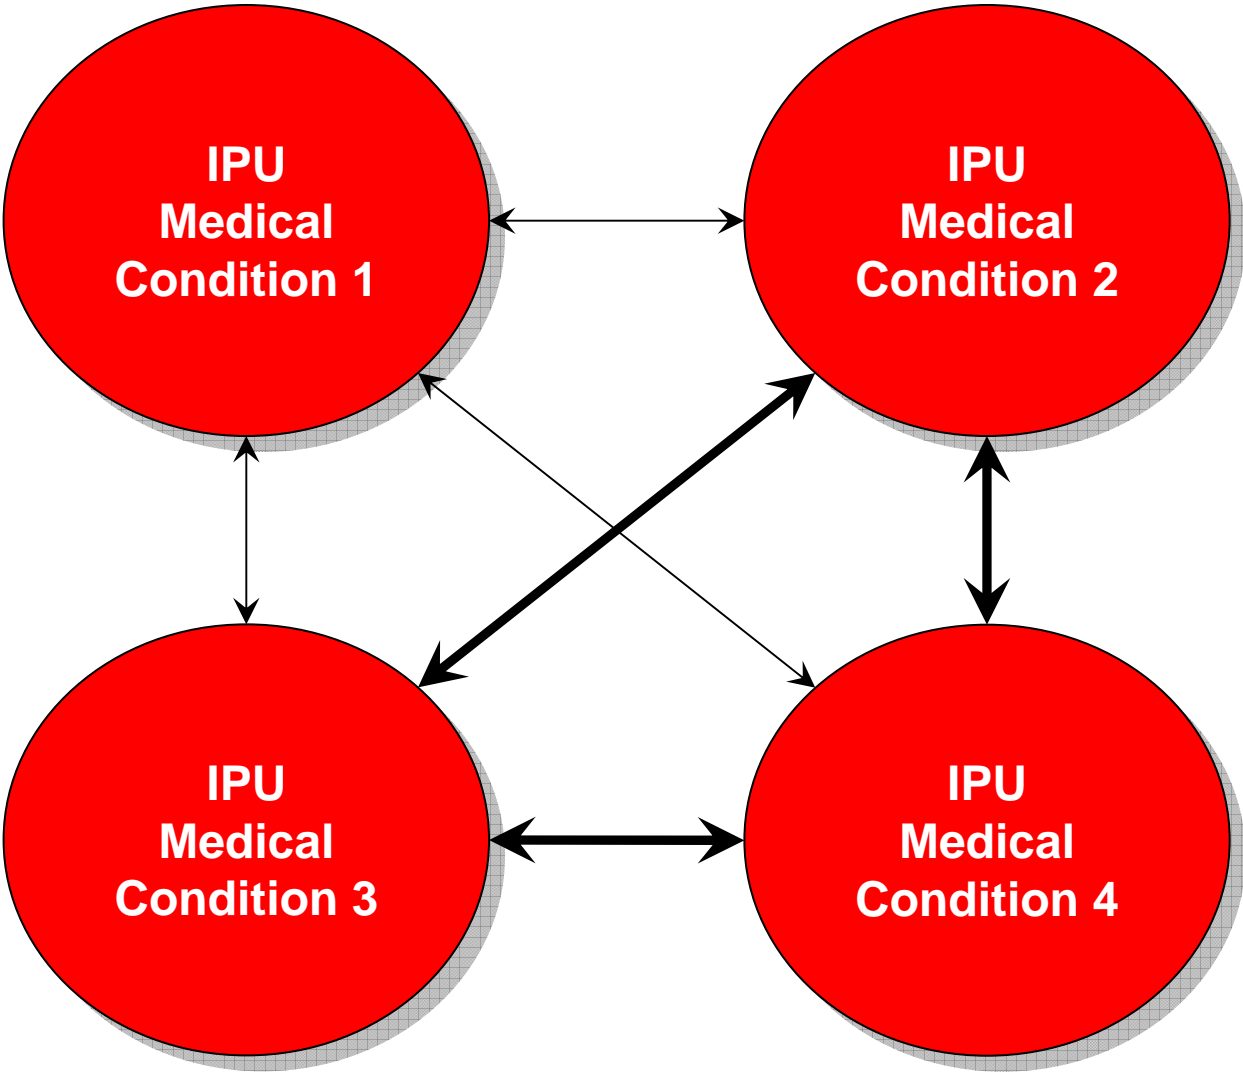 IPU
Medical
Condition 1
IPU
Medical
Condition 2
IPU
Medical
Condition 3
IPU
Medical
Condition 4